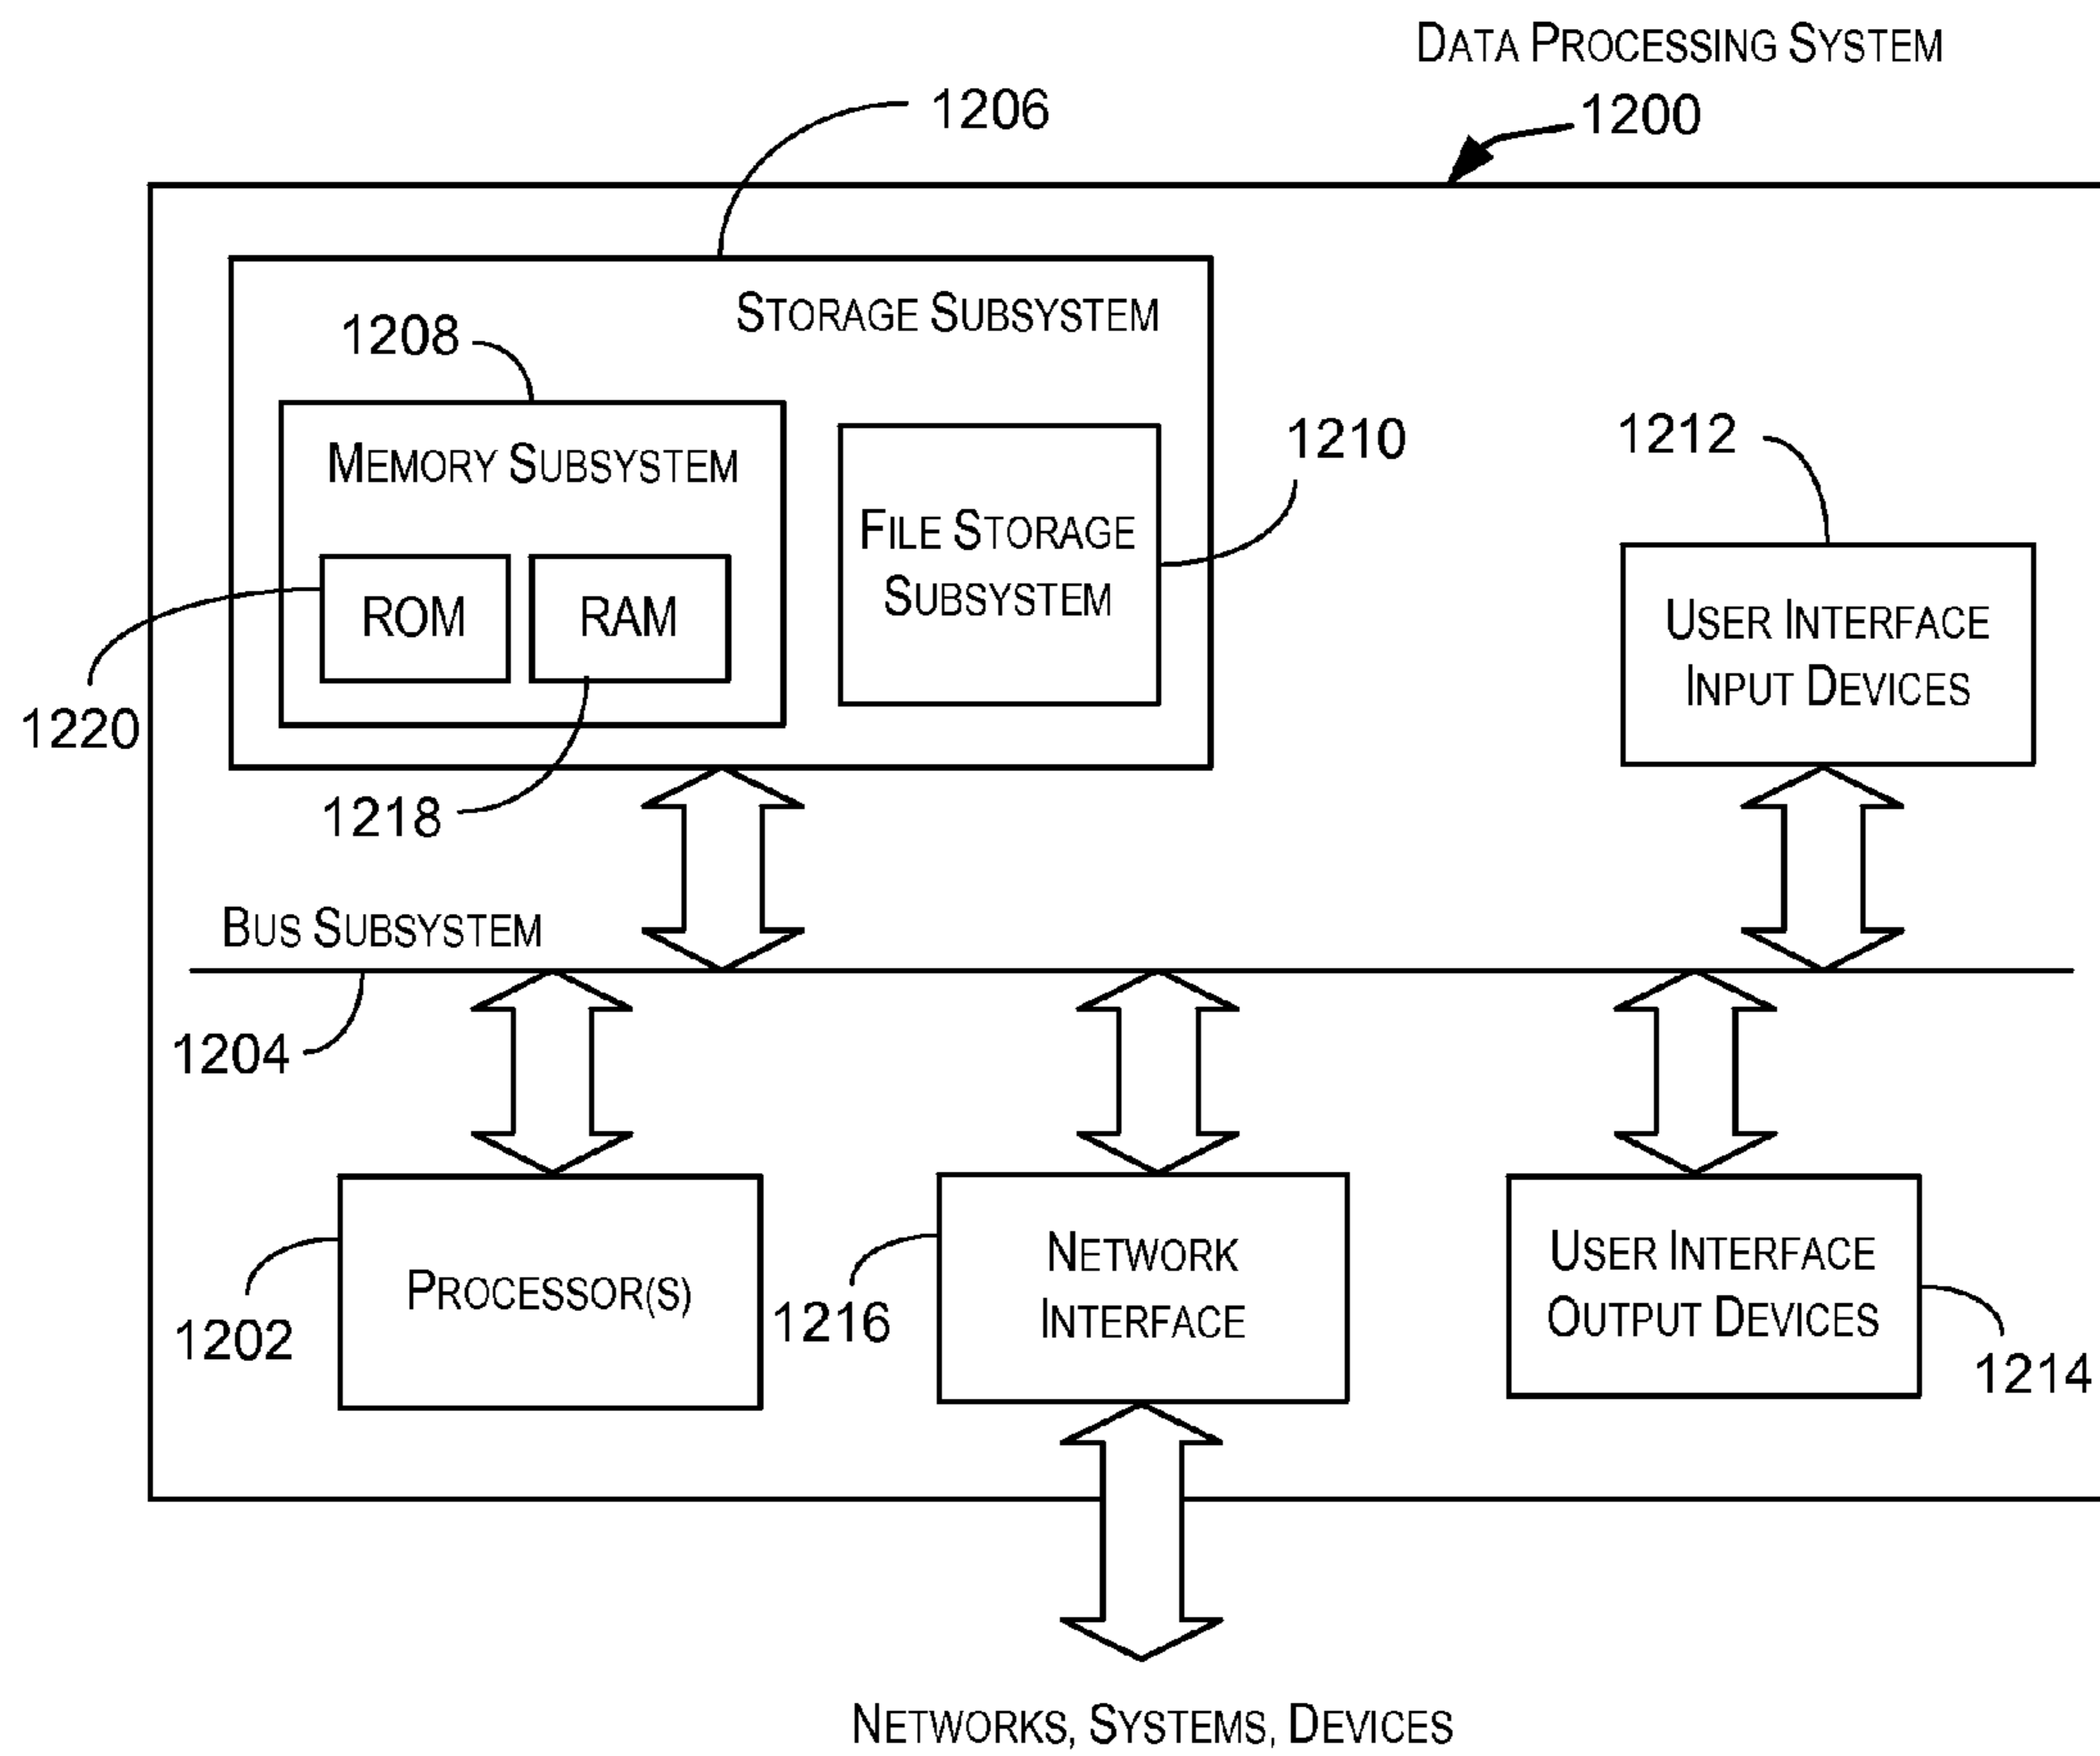 DATA PROCESSING SYSTEM
1206
1200
STORAGE SUBSYSTEM
1208
MEMORY SUBSYSTEM
1210
1212
FILE STORAGE
SUBSYSTEM
ROM
RAM
USER INTERFACE
INPUT DEVICES
1220
1218
BUS SUBSYSTEM
1204
PROCESSOR(S)
1202
NETWORK
INTERFACE
1216
USER INTERFACE
OUTPUT DEVICES
1214
NETWORKS, SYSTEMS, DEVICES